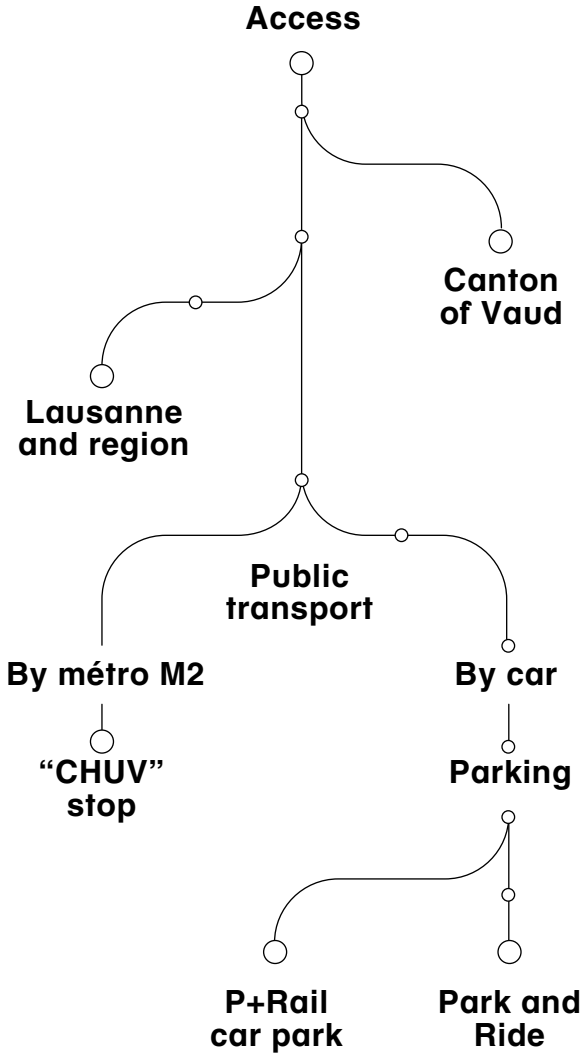 Access
Canton
of Vaud
Lausanne
and region
Public
transport
By métro M2
By car
“CHUV”
stop
Parking
P+Rail
car park
Park and
Ride